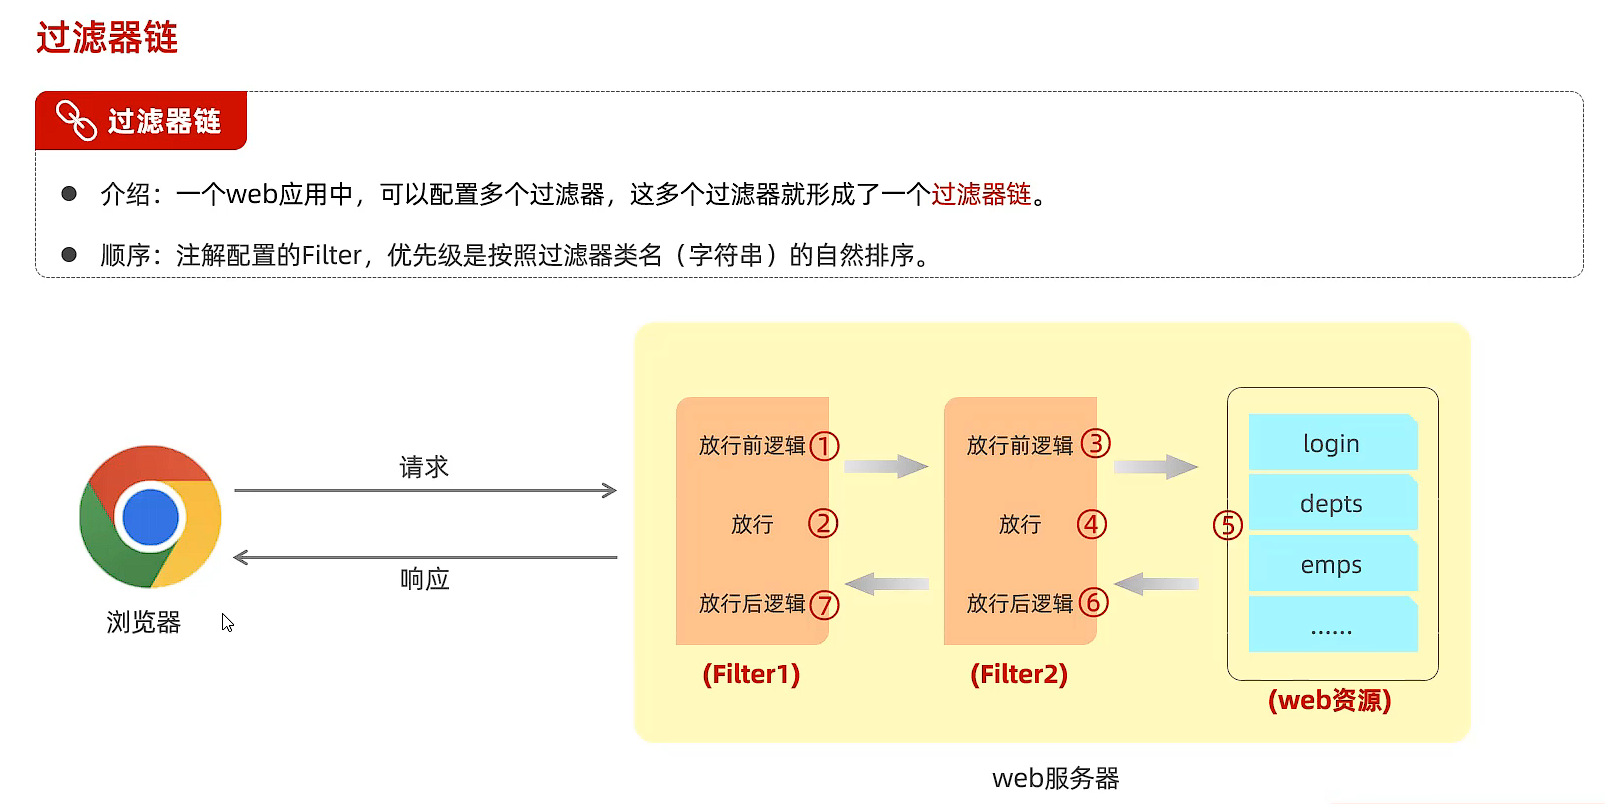 过滤器链
过滤器链
● 介绍：一个web应用中，可以配置多个过滤器，这多个过滤器就形成了一个过滤器链。
● 顺序：注解配置的Filter，优先级是按照过滤器类名（字符串）的自然排序。
请求
响应
浏览器
放行前逻辑①
放行 ②
放行后逻辑⑦
(Filter1)
放行前逻辑③
放行 ④
放行后逻辑⑥
(Filter2)
⑤
login
depts
emps
......
(web资源)
web服务器